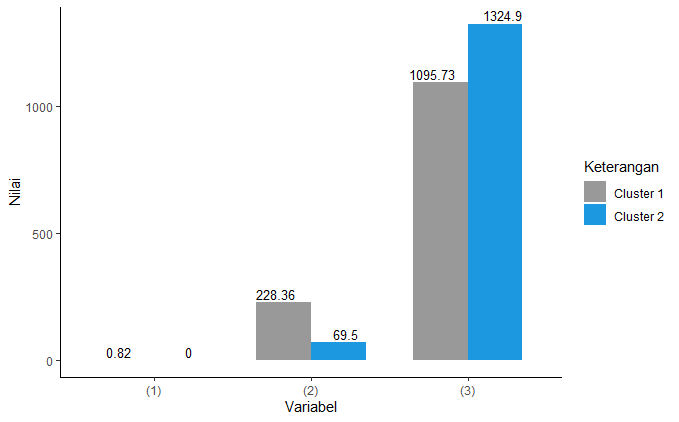 1324.9
1095.73
1000
Keterangan
Cluster 1
Cluster 2
Nilai
500
228.36
69.5
0.82
0
0
(1)
(2)
(3)
Variabel